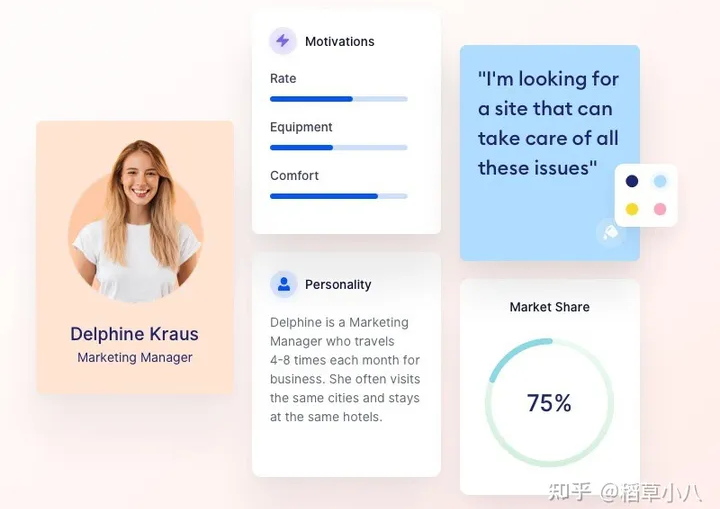 Delphine Kraus
Marketing Manager
Motivations
Rate
Equipment
Comfort
Personality
Delphine is a Marketing
Manager who travels
4-8 times each month for
business. She often visits
the same cities and stays
at the same hotels.
"I'm looking for
a site that can
take care of all
these issues"
Market Share
75%
知乎 @稻草小八